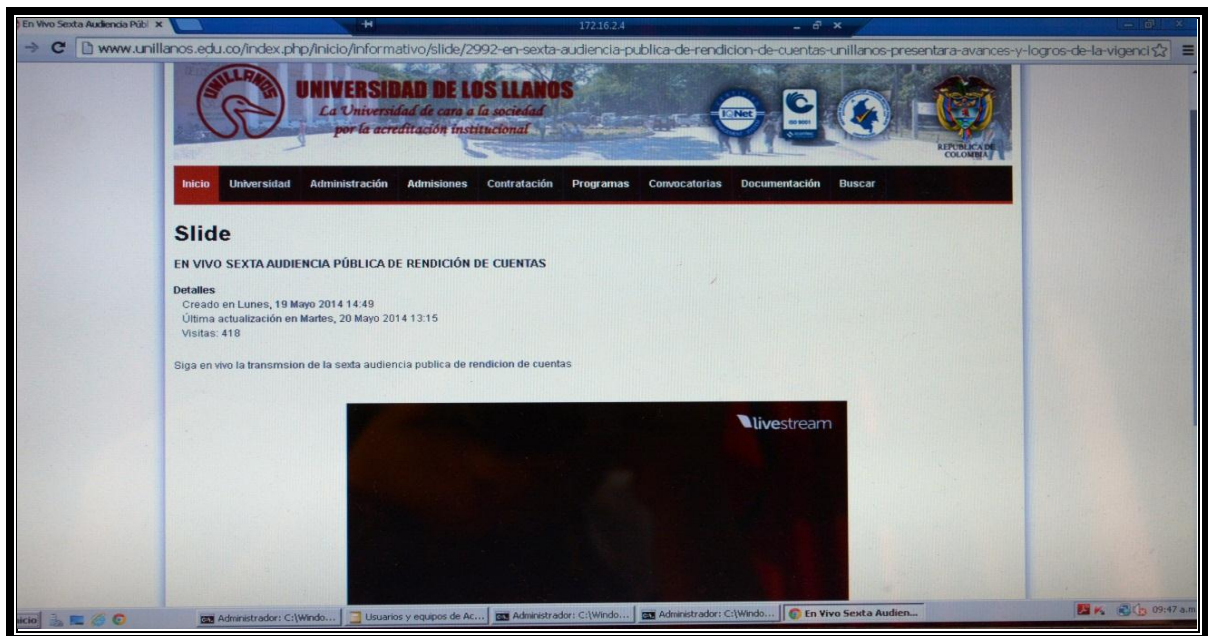 En Vivo Sexta Audiencia Públ
172.16.2.4
www.unillanos.edu.co/index.php/inicio/informativo/slide/2992-en-sexta-audiencia-publica-de-rendicion-de-cuentas-unillanos-presentara-avances-y-logros-de-la-vigenci
UNILLANOS
UNIVERSIDAD DE LOS LLANOS
La Universidad de cara a la sociedad
por la acreditación institucional
IQNet
ISO 9001
REPÚBLICA DE
COLOMBIA
Inicio Universidad Administración Admisiones Contratación Programas Convocatorias Documentación Buscar
Slide
EN VIVO SEXTA AUDIENCIA PÚBLICA DE RENDICIÓN DE CUENTAS
Detalles
Creado en Lunes, 19 Mayo 2014 14:49
Última actualización en Martes, 20 Mayo 2014 13:15
Visitas: 418
Siga en vivo la transmsion de la sexta audiencia publica de rendicion de cuentas
livestream
nicio Administrador: C:\Windo... Usuarios y equipos de Ac... Administrador: C:\Windo... Administrador: C:\Windo... En Vivo Sexta Audien... 09:47 a.m